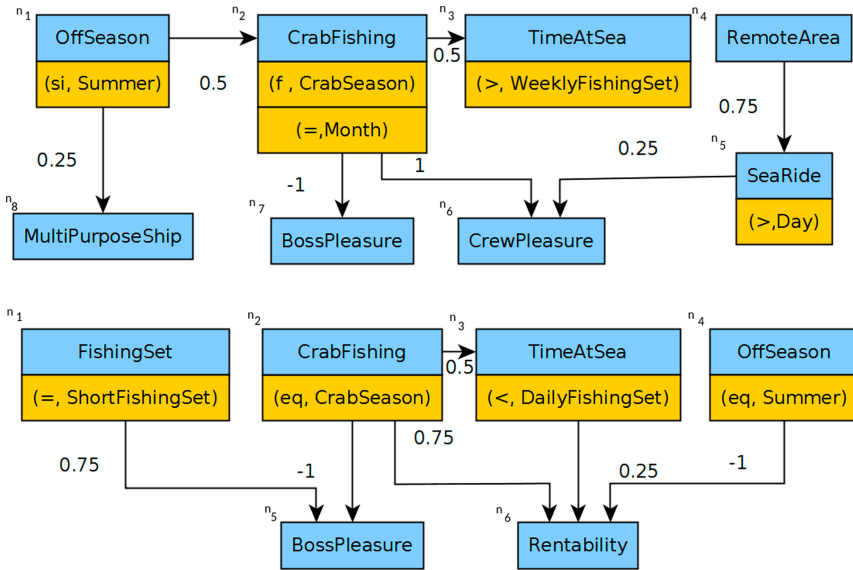 n1
n2
n3
n4
OffSeason
CrabFishing
TimeAtSea
RemoteArea
0.5
0.5
(si, Summer)
(f , CrabSeason)
(>, WeeklyFishingSet)
0.75
(=,Month)
n5
0.25
-1
1
0.25
SeaRide
n8
n7
n6
(>,Day)
MultiPurposeShip
BossPleasure
CrewPleasure
n1
n2
n3
n4
FishingSet
CrabFishing
TimeAtSea
OffSeason
0.5
(=, ShortFishingSet)
(eq, CrabSeason)
(<, DailyFishingSet)
(eq, Summer)
0.75
0.75
-1
0.25
-1
n5
n6
BossPleasure
Rentability